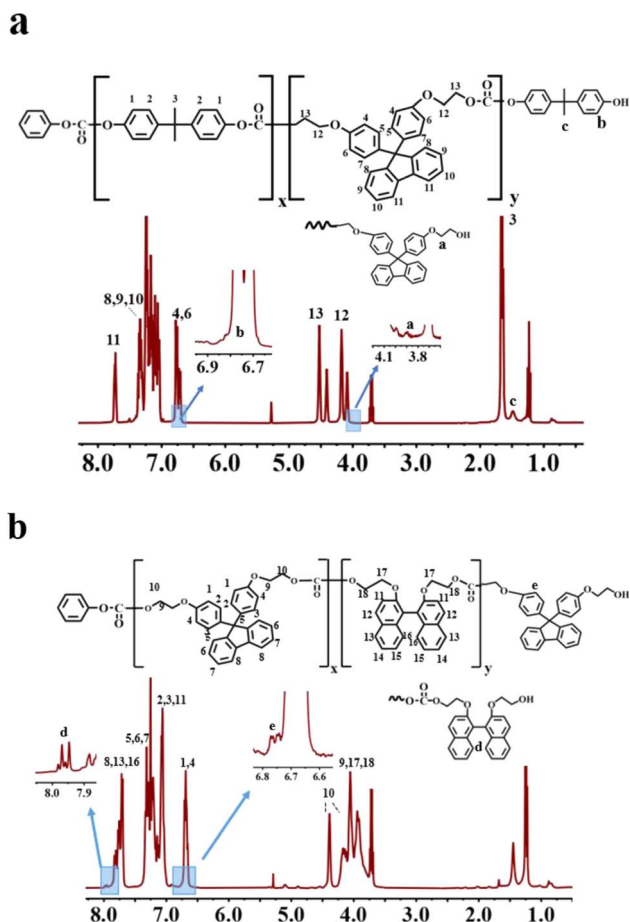 a
1 2 3 2 1
O-C-O
O
O
13
12
O
4
5
6
7
8
9
10
11
x
4
O
13
12
O-C-O
O
5
6
7
8
9
10
11
y
O
c
b
OH
a
O
OH
3
8,9,10
11
4,6
b
6.9 6.7
13 12
a
4.1 3.8
c
8.0 7.0 6.0 5.0 4.0 3.0 2.0 1.0
b
O-C-O
O
10
9
O
1
2
4
5
6
7
8
x
1
O
9
10
O
2
3
4
5
6
7
8
17
18
O
11
12
13
14
15
16
17
18
O
11
12
13
14
15
16
y
O
e
O
OH
O-C-O
O
O
O
OH
d
d
8.0 7.9
8,13,16
5,6,7
2,3,11
1,4
e
6.8 6.7 6.6
9,17,18
10
8.0 7.0 6.0 5.0 4.0 3.0 2.0 1.0